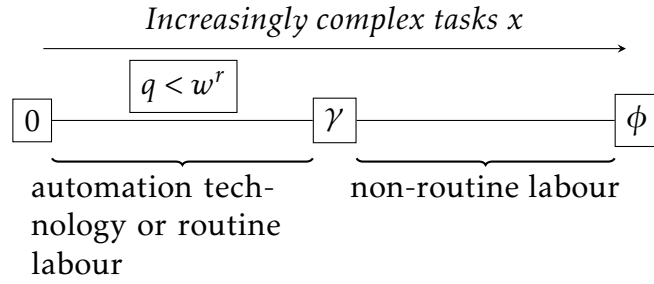 Increasingly complex tasks x
q < w^r
0 γ ϕ
automation tech-
nology or routine
labour
non-routine labour